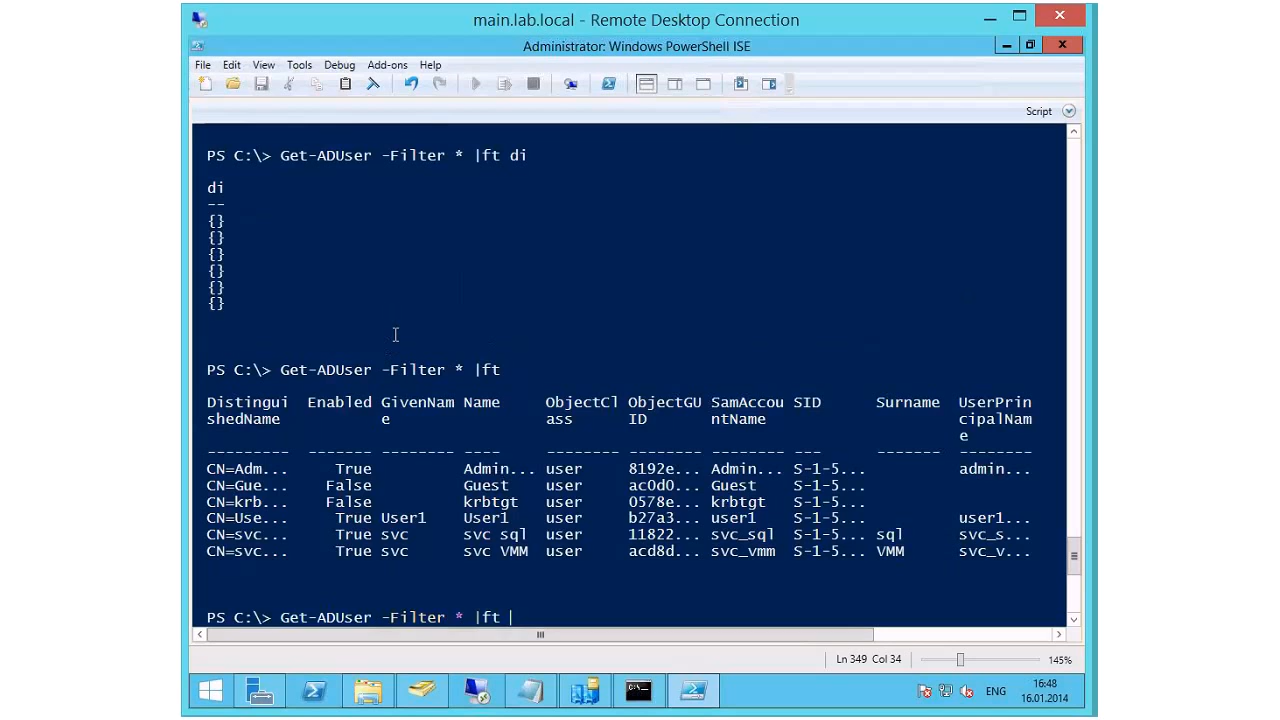 main.lab.local - Remote Desktop Connection
Administrator: Windows PowerShell ISE
File Edit View Tools Debug Add-ons Help
Script
PS C:\> Get-ADUser -Filter * |ft di
di
--
{}
{}
{}
{}
{}
{}
PS C:\> Get-ADUser -Filter * |ft
Distingui Enabled GivenNam Name ObjectCl ObjectGU SamAccou SID Surname UserPrin
shedName e ass ID ntName cipalNam
e
--------- ------- -------- ---- -------- -------- -------- --- ------- --------
CN=Adm... True Admin... user 8192e... Admin... S-1-5... admin...
CN=Gue... False Guest user ac0d0... Guest S-1-5...
CN=krb... False krbtgt user 0578e... krbtgt S-1-5...
CN=Use... True User1 User1 user b27a3... user1 S-1-5... user1...
CN=svc... True svc svc sql user 11822... svc_sql S-1-5... sql svc_s...
CN=svc... True svc svc VMM user acd8d... svc_vmm S-1-5... VMM svc_v...
PS C:\> Get-ADUser -Filter * |ft
Ln 349 Col 34 145%
ENG 16:48
16.01.2014